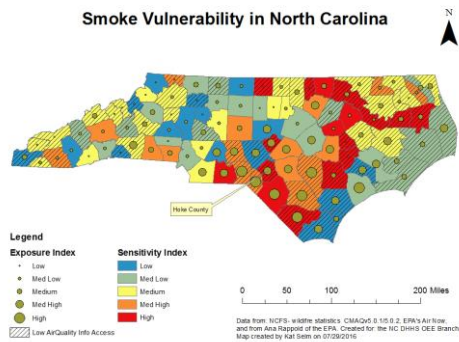 Smoke Vulnerability in North Carolina
N
Hoke County
Legend
Exposure Index
Low
Med Low
Medium
Med High
High
Low AirQuality Info Access
Sensitivity Index
Low
Med Low
Medium
Med High
High
0 50 100 200 Miles
Data from: NCFS- wildfire statistics. CMAQv5.0.1/5.0.2, EPA's Air Now,
and from Ana Rappold of the EPA. Created for the NC DHHS OEE Branch
Map created by Kat Selm on 07/29/2016